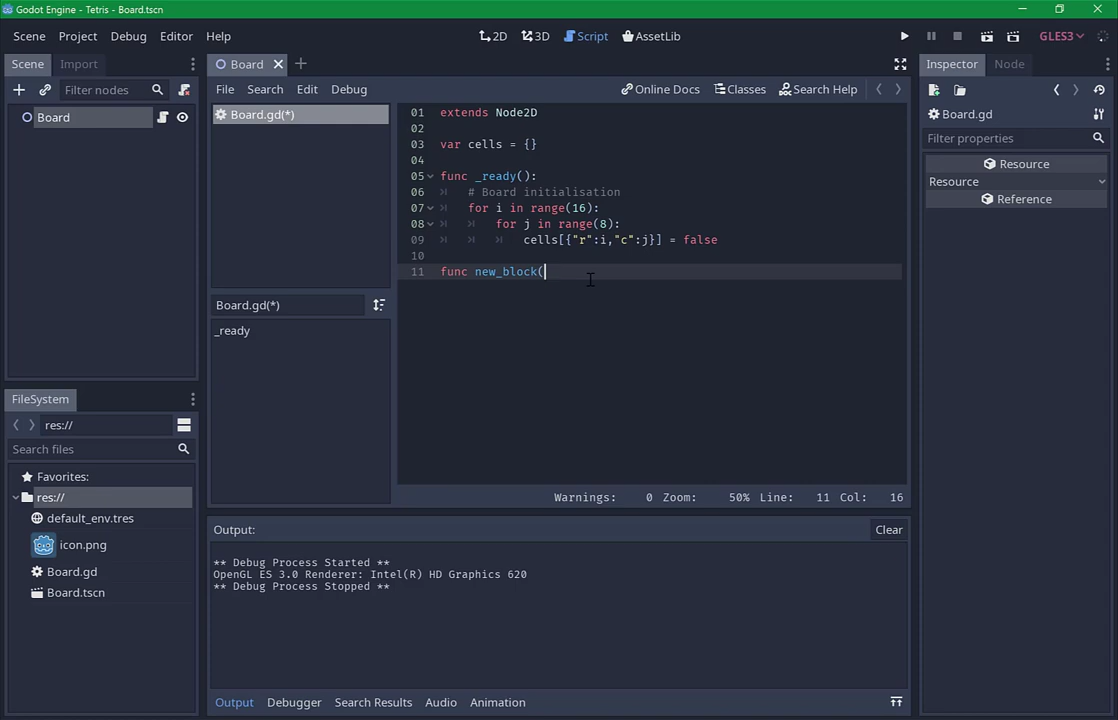 Godot Engine - Tetris - Board.tscn
Scene Project Debug Editor Help
2D 3D Script AssetLib
GLES3
Scene Import
Filter nodes
Board
Board
File Search Edit Debug
Online Docs Classes Search Help
Board.gd(*)
Board.gd(*)
_ready
01 extends Node2D
02
03 var cells = {}
04
05 func _ready():
06 # Board initialisation
07 for i in range(16):
08 for j in range(8):
09 cells[{"r":i,"c":j}] = false
10
11 func new_block(
Warnings: 0 Zoom: 50% Line: 11 Col: 16
Inspector Node
Board.gd
Filter properties
Resource
Resource
Reference
FileSystem
res://
Search files
Favorites:
res://
default_env.tres
icon.png
Board.gd
Board.tscn
Output:
Clear
** Debug Process Started **
OpenGL ES 3.0 Renderer: Intel(R) HD Graphics 620
** Debug Process Stopped **
Output Debugger Search Results Audio Animation